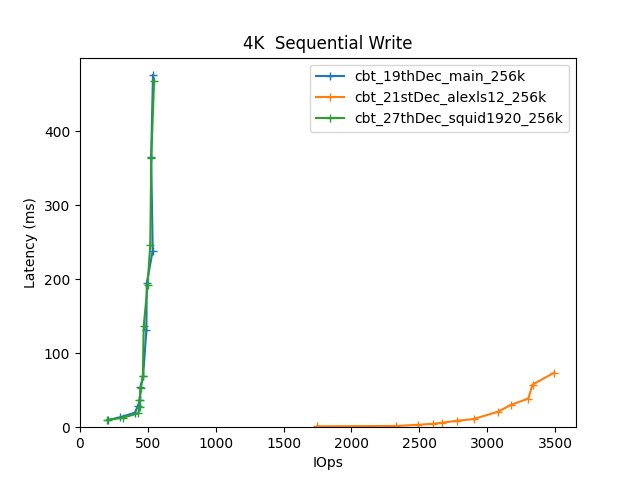 4K  Sequential Write
cbt_19thDec_main_256k
cbt_21stDec_alexls12_256k
cbt_27thDec_squid1920_256k
Latency (ms)
400
300
200
100
0
0 500 1000 1500 2000 2500 3000 3500
IOps